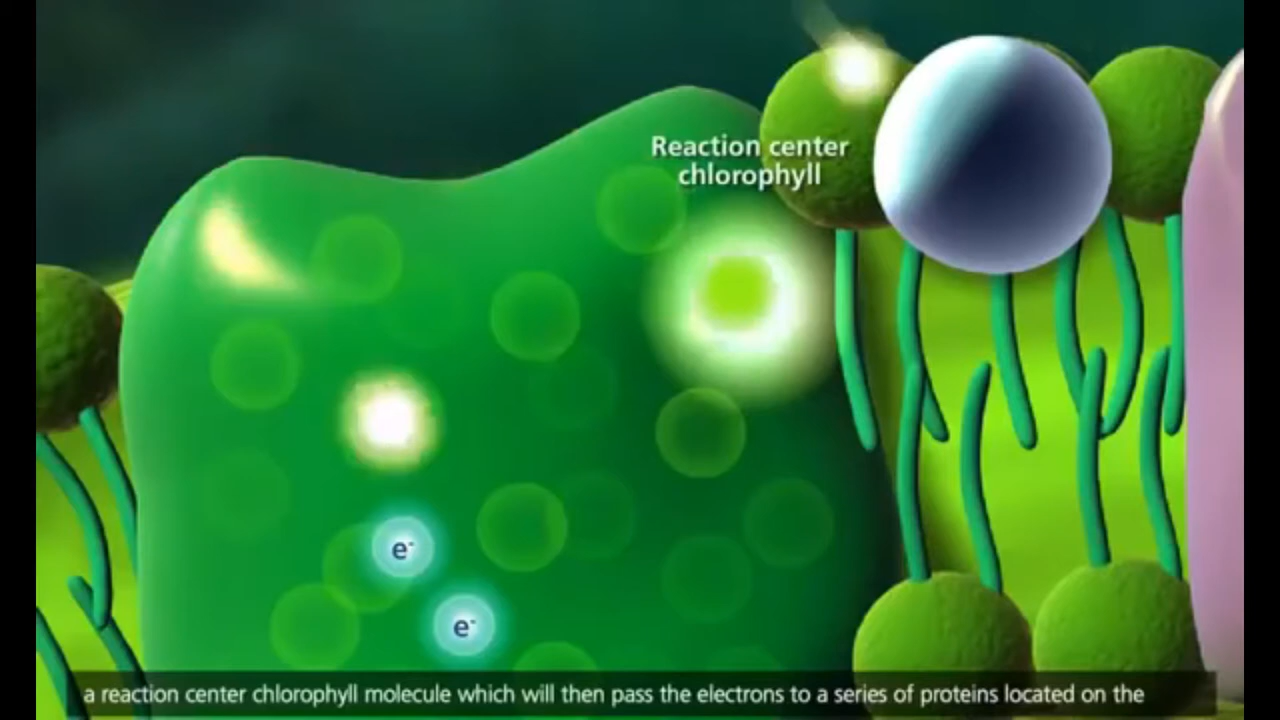 Reaction center
chlorophyll
e-
e-
a reaction center chlorophyll molecule which will then pass the electrons to a series of proteins located on the